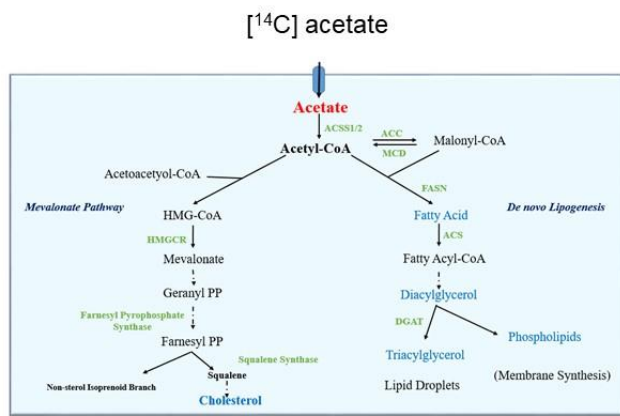 [¹⁴C] acetate
Acetate
ACSS1/2
Acetyl-CoA
ACC
MCD
Malonyl-CoA
Acetoacetyol-CoA
FASN
Mevalonate Pathway
HMG-CoA
Fatty Acid
De novo Lipogenesis
HMGCR
ACS
Mevalonate
Fatty Acyl-CoA
Geranyl PP
Diacylglycerol
Farnesyl Pyrophosphate
Synthase
DGAT
Farnesyl PP
Phospholipids
Squalene Synthase
Triacylglycerol
Squalene
(Membrane Synthesis)
Non-sterol Isoprenoid Branch
Lipid Droplets
Cholesterol